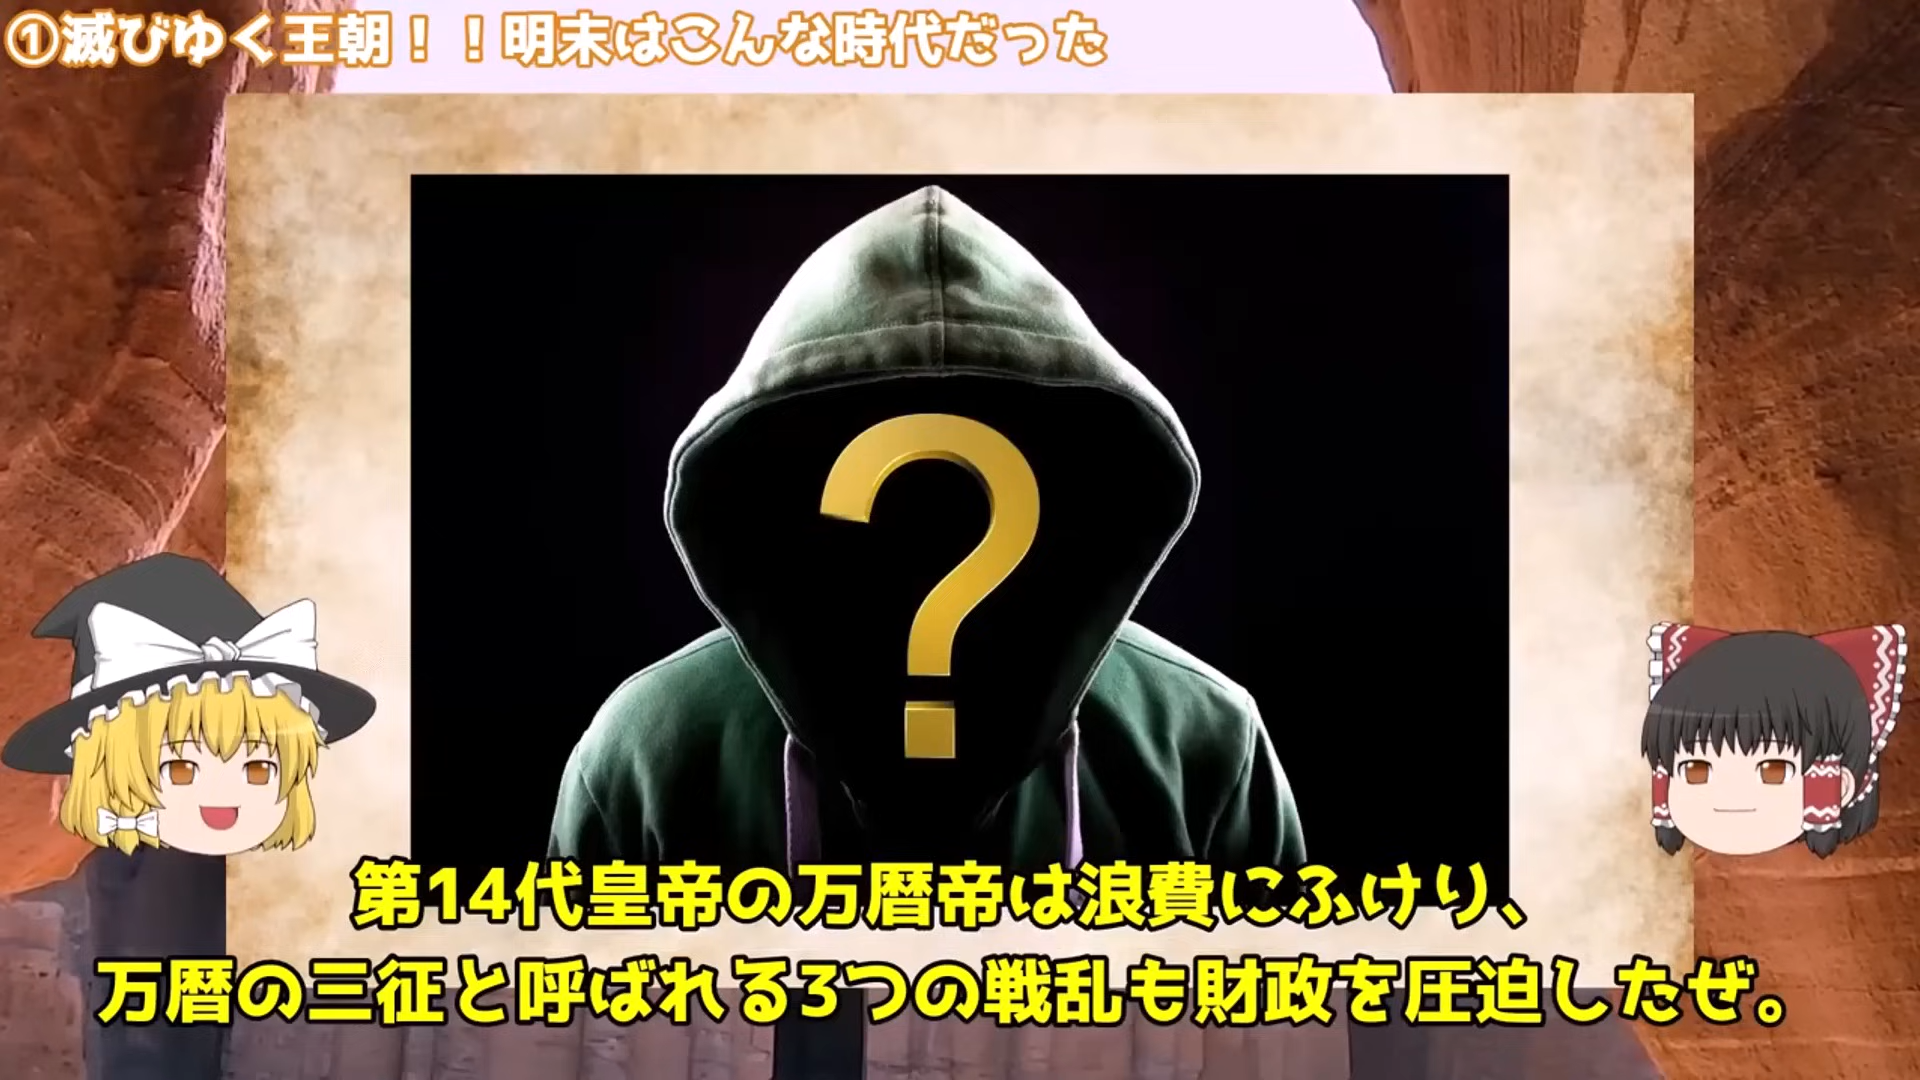 ①滅びゆく王朝！！明末はこんな時代だった
?
第14代皇帝の万暦帝は浪費にふけり、
万暦の三征と呼ばれる3つの戦乱も財政を圧迫したぜ。